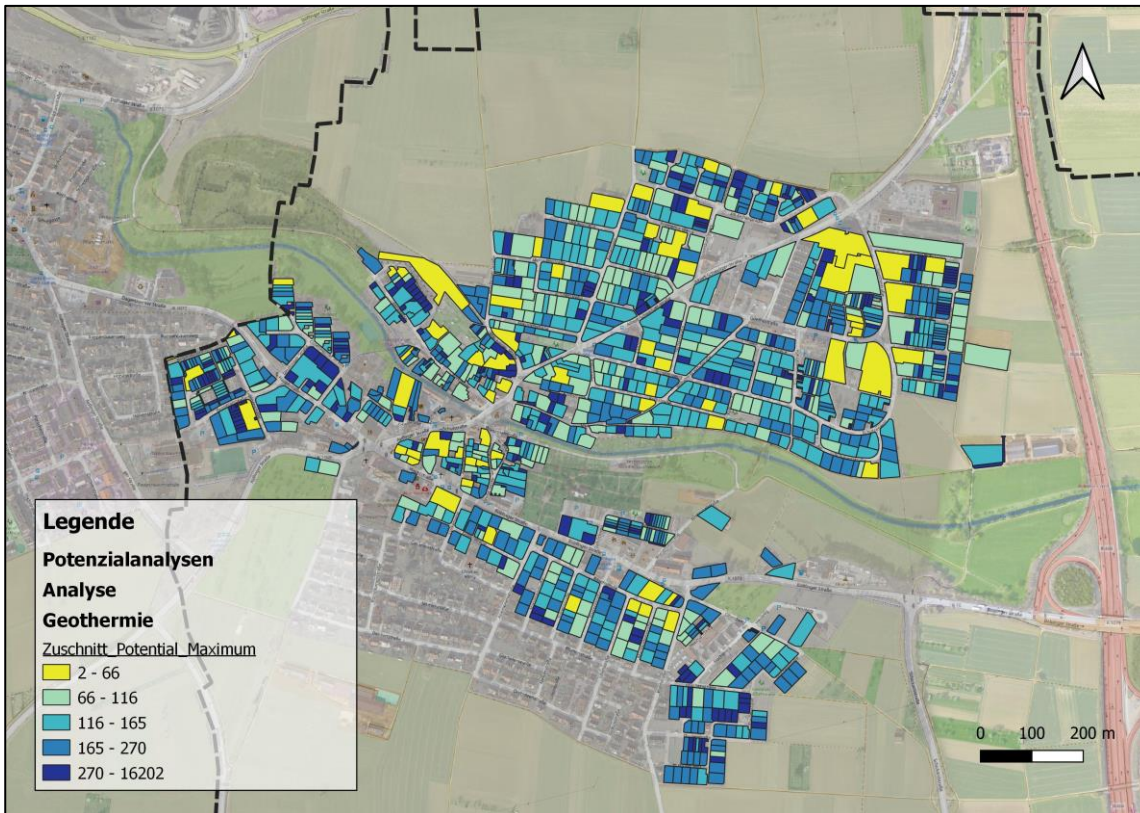 Legende
Potenzialanalysen
Analyse
Geothermie
Zuschnitt_Potential_Maximum
2 - 66
66 - 116
116 - 165
165 - 270
270 - 16202
0 100 200 m